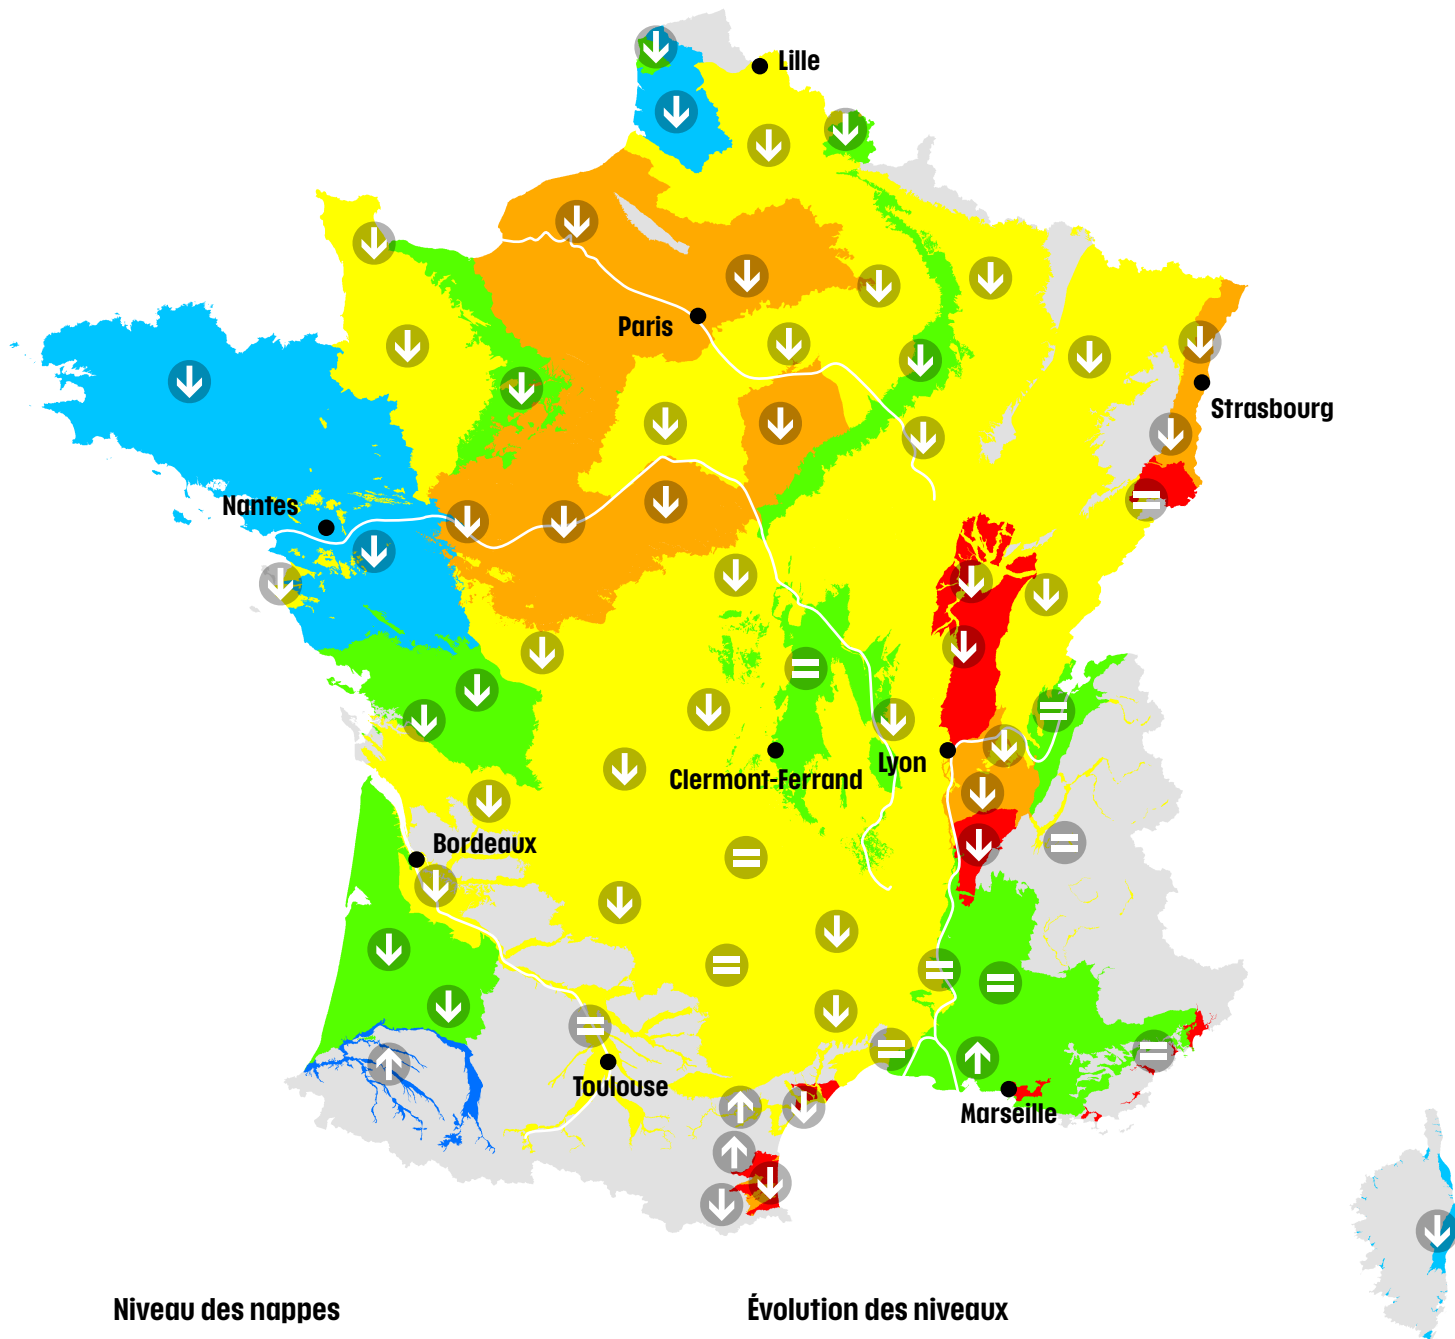 Lille
Paris
Strasbourg
Nantes
Lyon
Clermont-Ferrand
Bordeaux
Toulouse
Marseille
Niveau des nappes
Évolution des niveaux